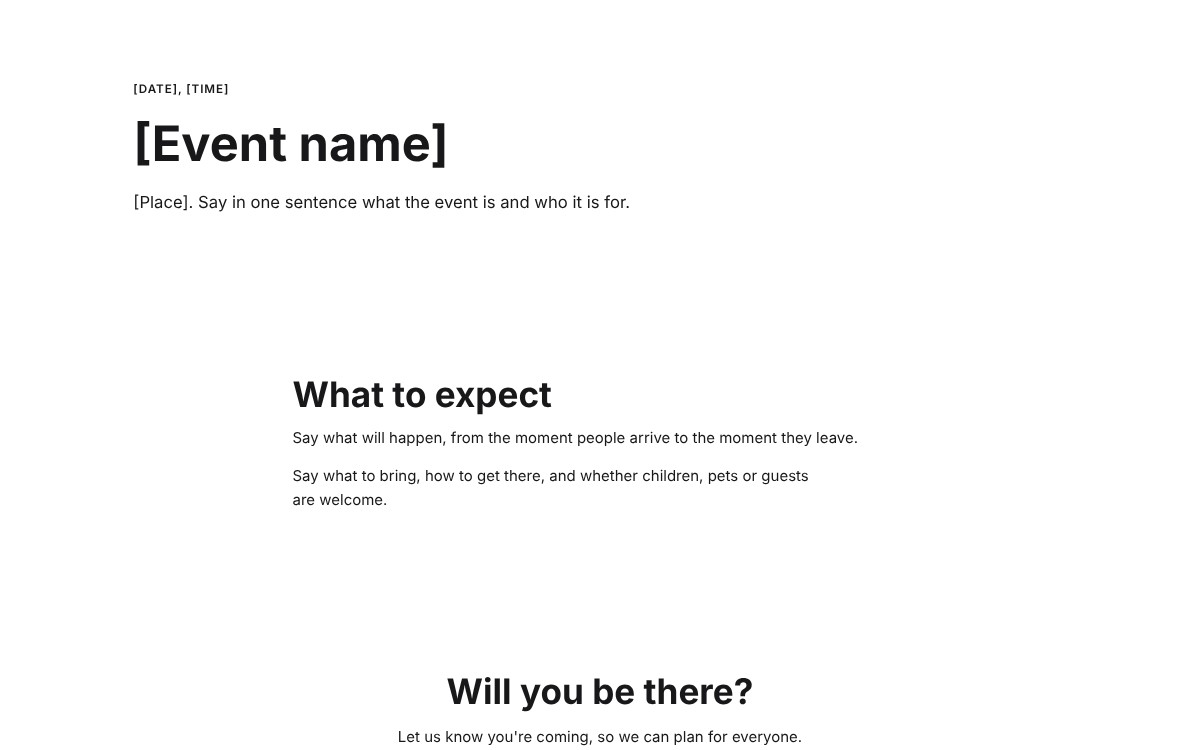 [DATE], [TIME]
[Event name]
[Place]. Say in one sentence what the event is and who it is for.
What to expect
Say what will happen, from the moment people arrive to the moment they leave.
Say what to bring, how to get there, and whether children, pets or guests
are welcome.
Will you be there?
Let us know you're coming, so we can plan for everyone.